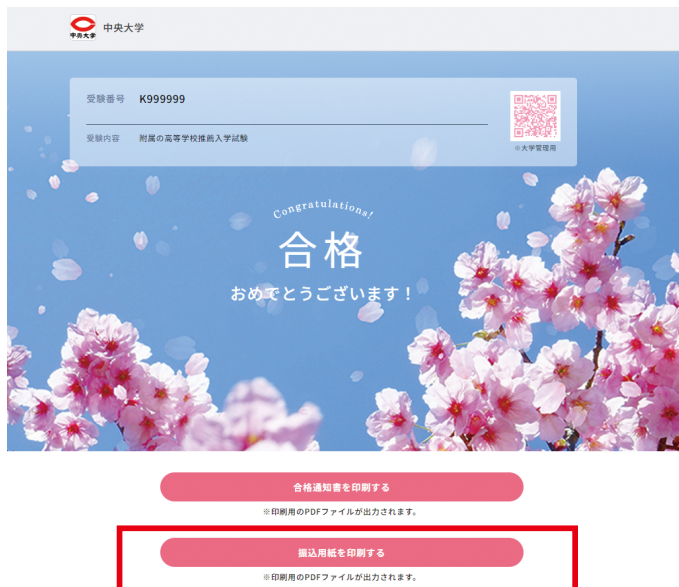 中央大学
中央大学
受験番号 K999999
受験内容 附属の高等学校推薦入学試験
※大学管理用
Congratulations!
合格
おめでとうございます！
合格通知書を印刷する
※印刷用のPDFファイルが出力されます。
振込用紙を印刷する
※印刷用のPDFファイルが出力されます。